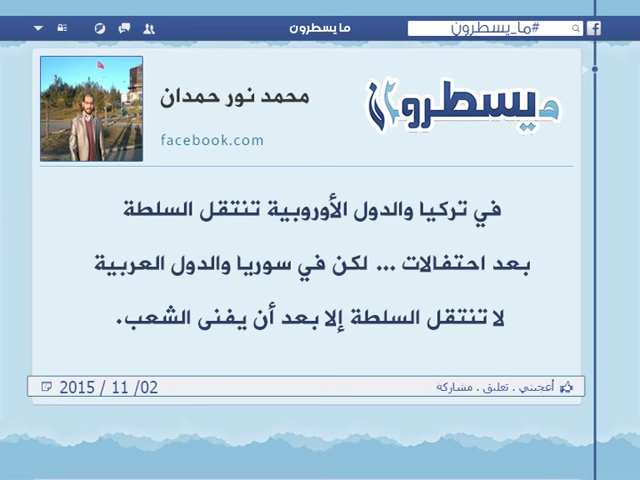 ما يسطرون
#ما_يسطرون
ما يسطرون
محمد نور حمدان
facebook.com
في تركيا والدول الأوروبية تنتقل السلطة
بعد احتفالات ... لكن في سوريا والدول العربية
لا تنتقل السلطة إلا بعد أن يفنى الشعب.
أعجبني . تعليق . مشاركة
2015 / 11 /02